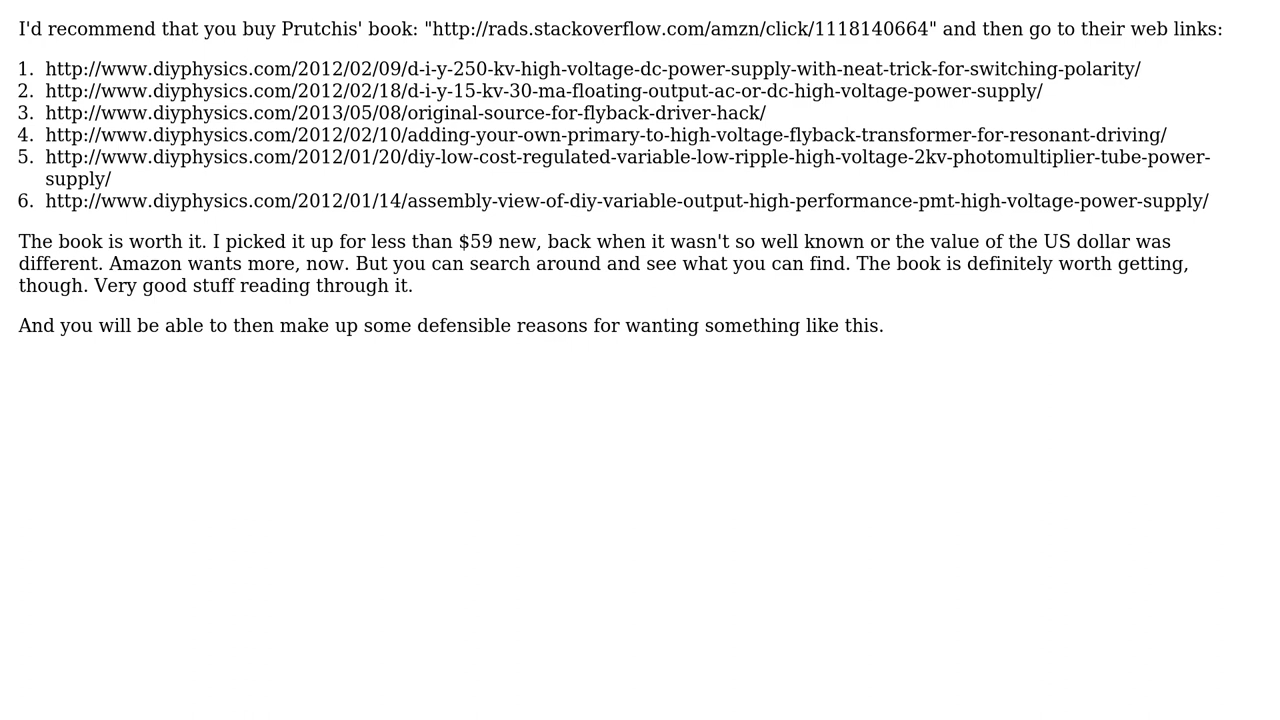 I'd recommend that you buy Prutchis' book: "http://rads.stackoverflow.com/amzn/click/1118140664" and then go to their web links:
1. http://www.diyphysics.com/2012/02/09/d-i-y-250-kv-high-voltage-dc-power-supply-with-neat-trick-for-switching-polarity/
2. http://www.diyphysics.com/2012/02/18/d-i-y-15-kv-30-ma-floating-output-ac-or-dc-high-voltage-power-supply/
3. http://www.diyphysics.com/2013/05/08/original-source-for-flyback-driver-hack/
4. http://www.diyphysics.com/2012/02/10/adding-your-own-primary-to-high-voltage-flyback-transformer-for-resonant-driving/
5. http://www.diyphysics.com/2012/01/20/diy-low-cost-regulated-variable-low-ripple-high-voltage-2kv-photomultiplier-tube-power-
supply/
6. http://www.diyphysics.com/2012/01/14/assembly-view-of-diy-variable-output-high-performance-pmt-high-voltage-power-supply/
The book is worth it. I picked it up for less than $59 new, back when it wasn't so well known or the value of the US dollar was
different. Amazon wants more, now. But you can search around and see what you can find. The book is definitely worth getting,
though. Very good stuff reading through it.
And you will be able to then make up some defensible reasons for wanting something like this.